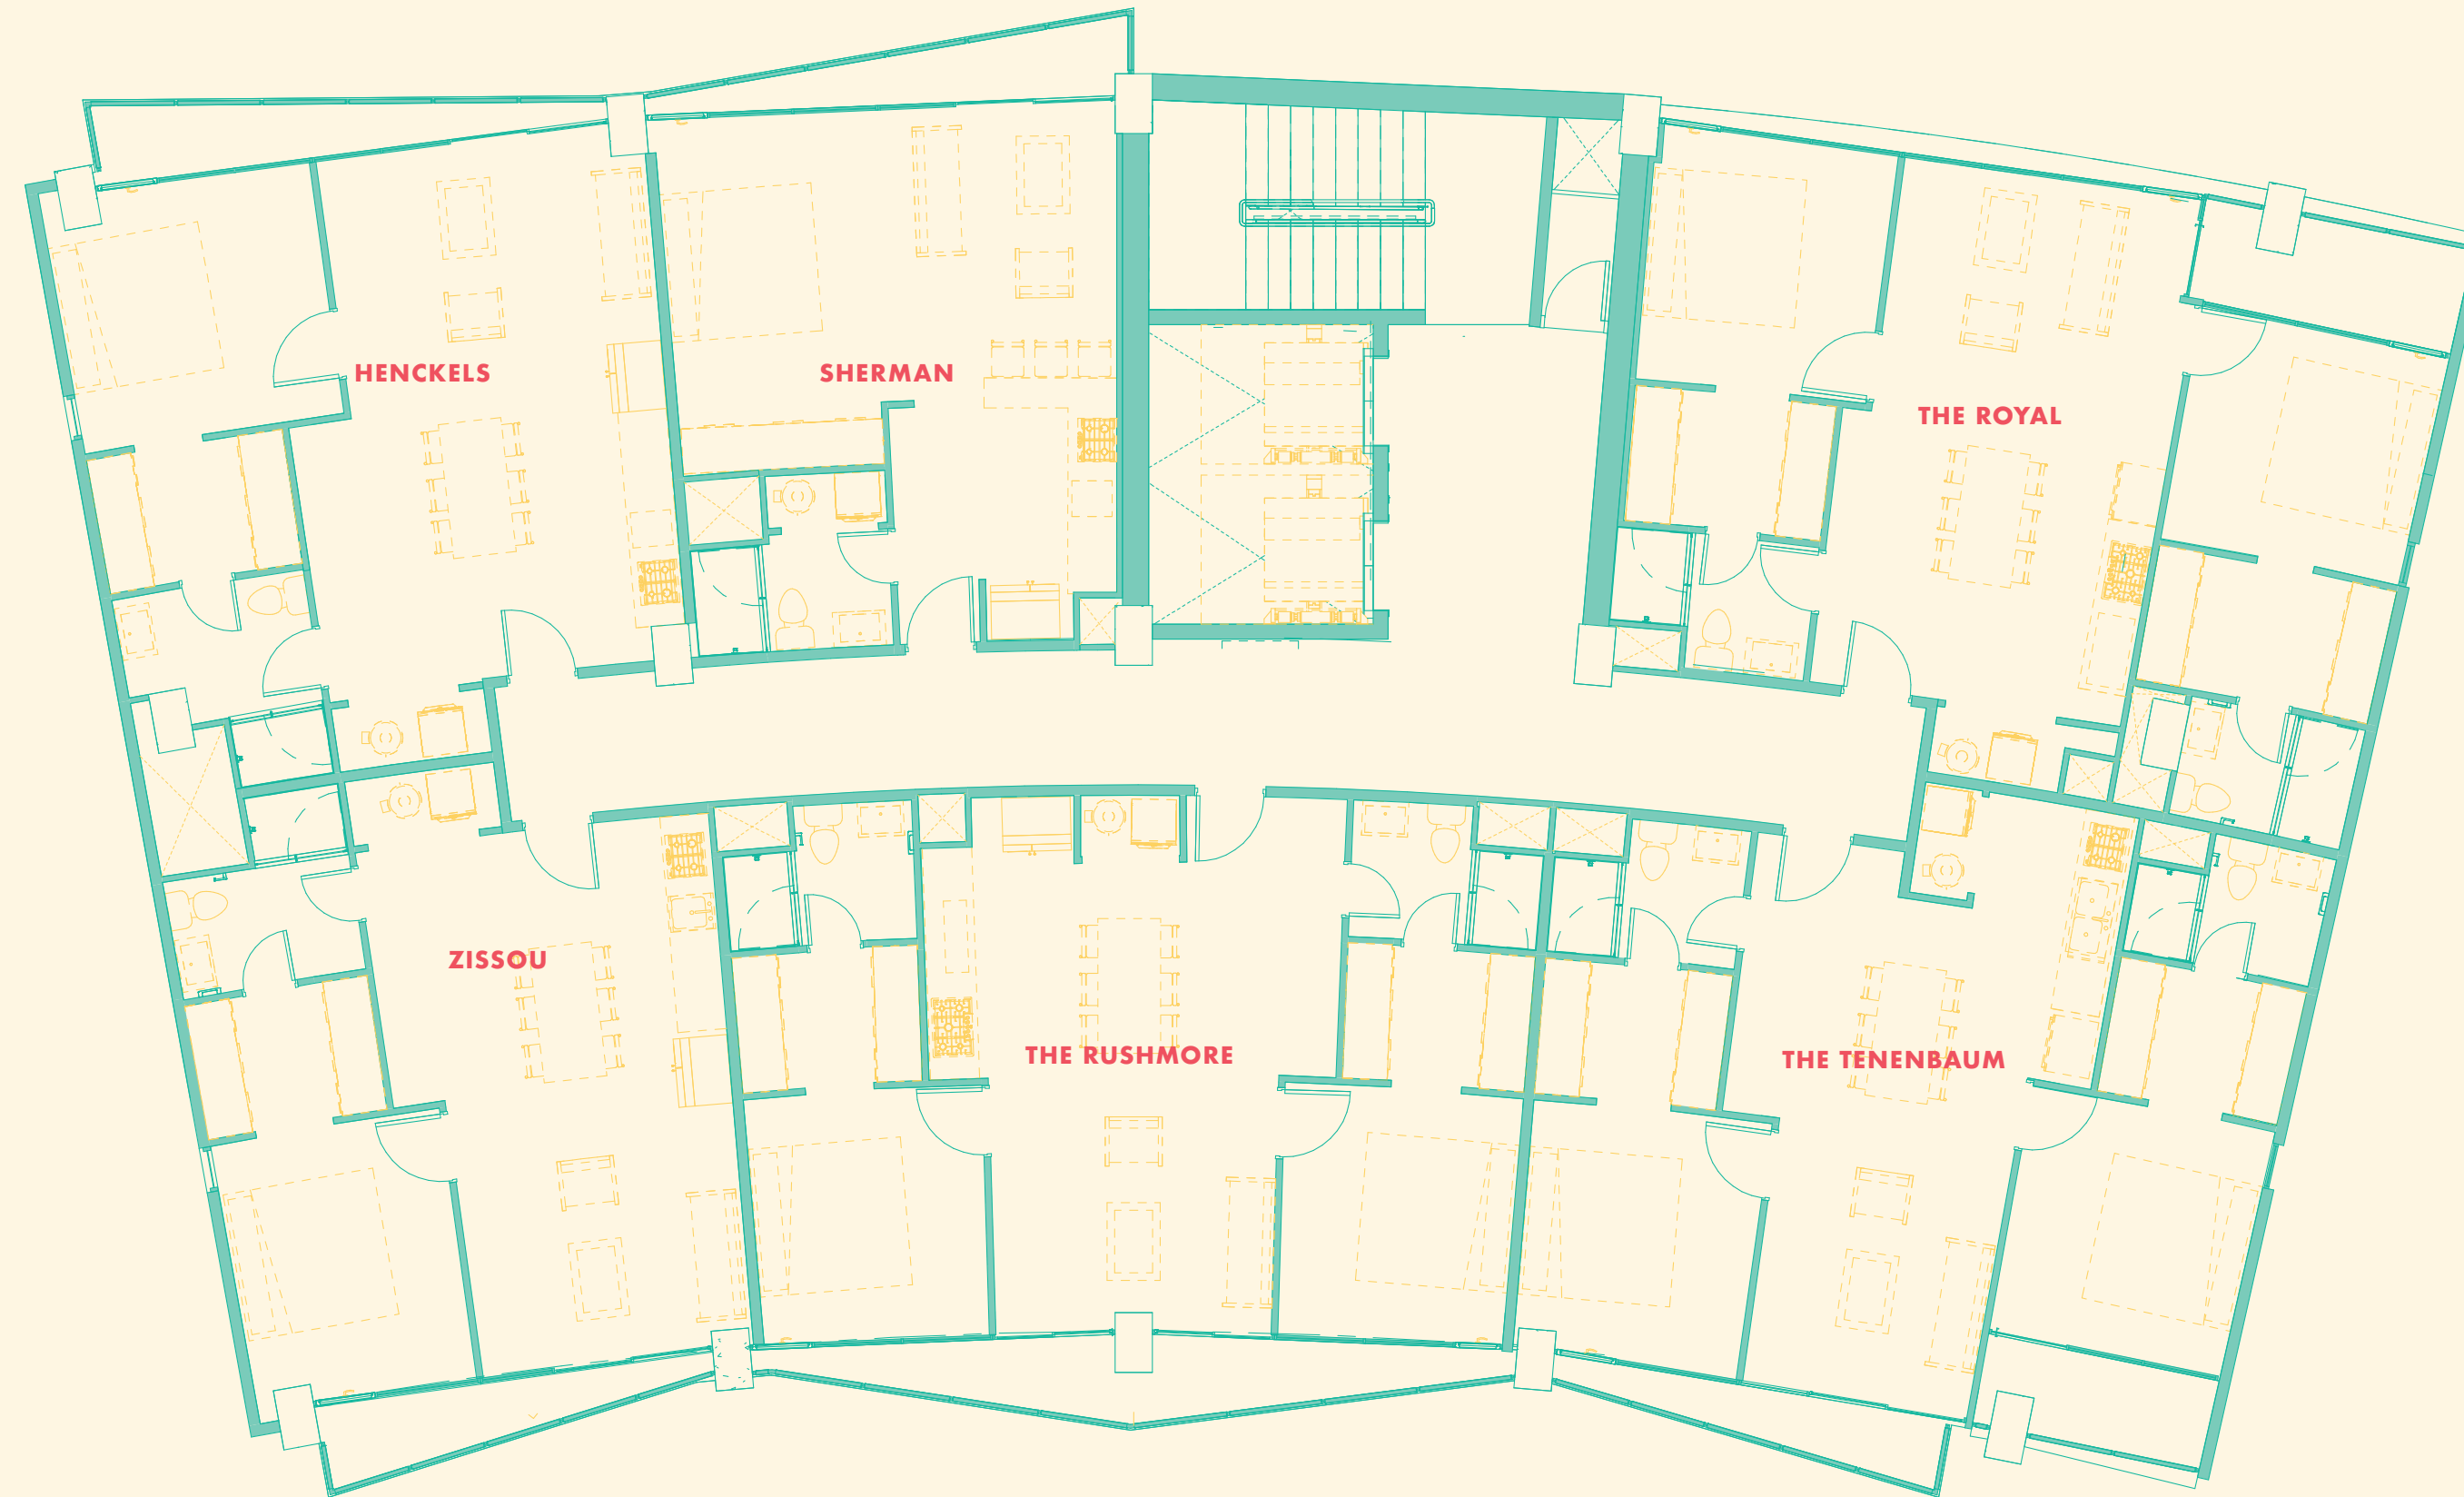 HENCKELS
SHERMAN
THE ROYAL
ZISSOU
THE RUSHMORE
THE TENENBAUM